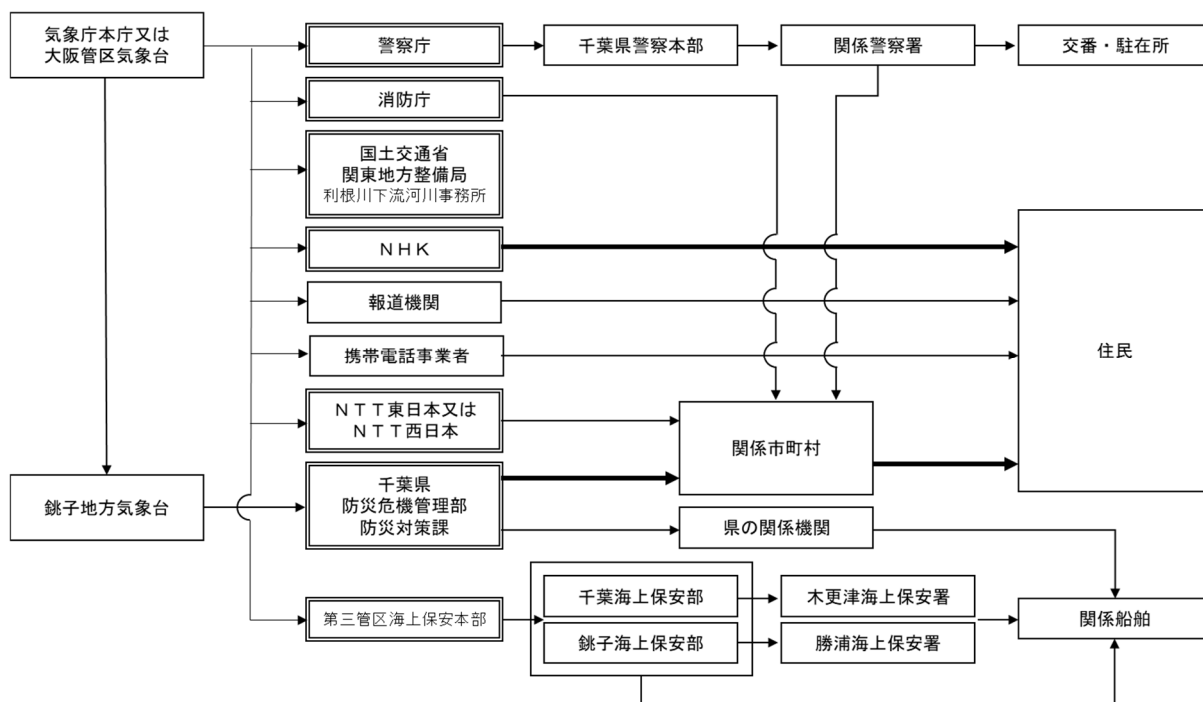 気象庁本庁又は
大阪管区気象台
警察庁
千葉県警察本部
関係警察署
交番・駐在所
消防庁
国土交通省
関東地方整備局
利根川下流河川事務所
ＮＨＫ
報道機関
携帯電話事業者
住民
ＮＴＴ東日本又は
ＮＴＴ西日本
関係市町村
銚子地方気象台
千葉県
防災危機管理部
防災対策課
県の関係機関
第三管区海上保安本部
千葉海上保安部
木更津海上保安署
銚子海上保安部
勝浦海上保安署
関係船舶